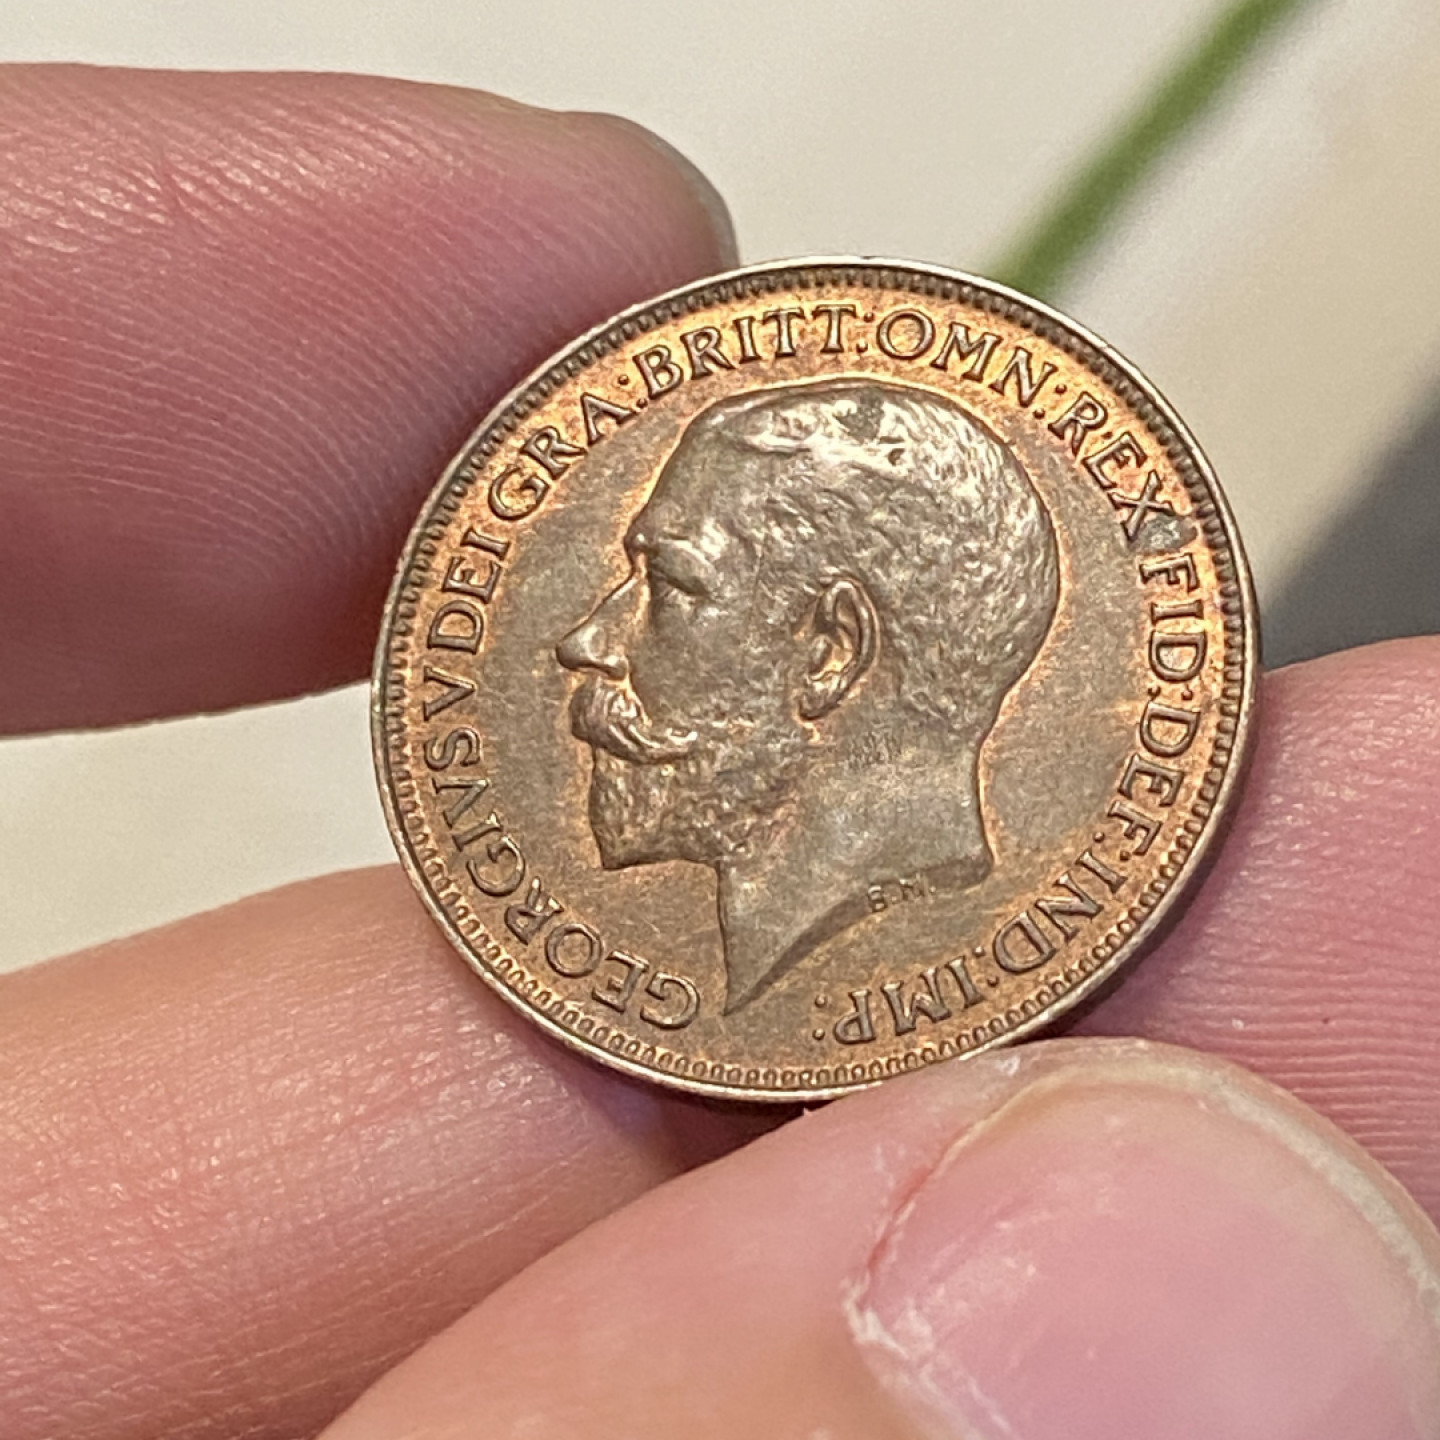 GEORGIVS V DEI GRA: BRITT: OMN: REX FID: DEF: IND: IMP:
B.M.